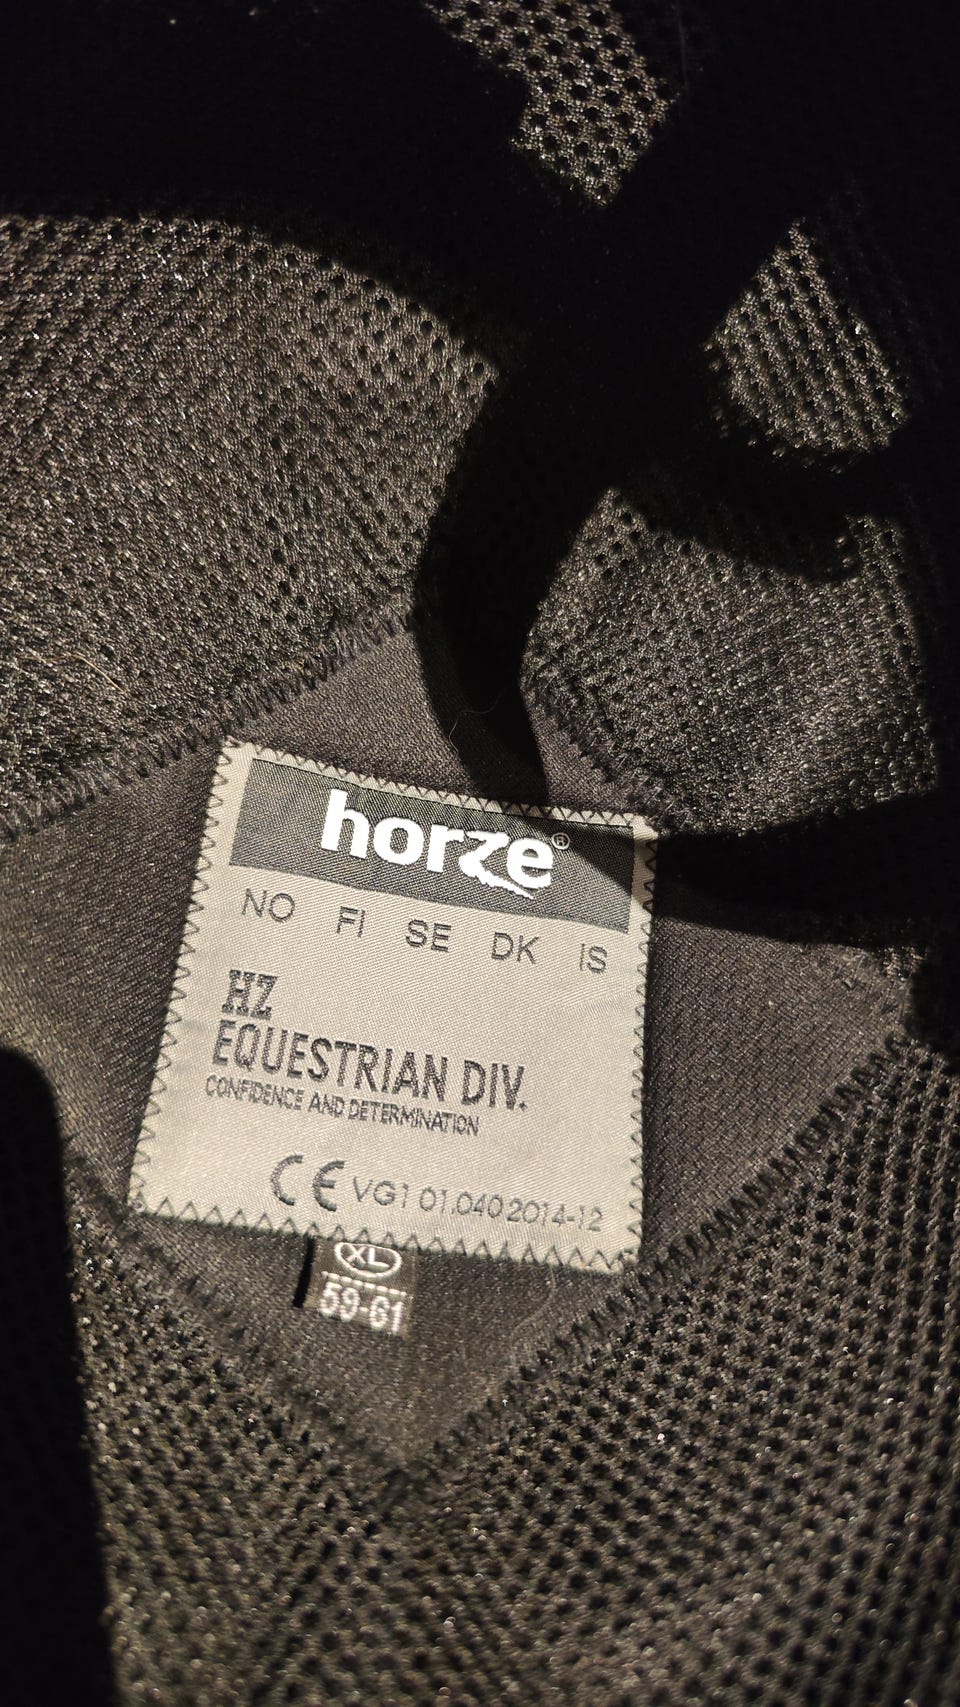 horze®
NO FI SE DK IS
HZ
EQUESTRIAN DIV.
CONFIDENCE AND DETERMINATION
CE VG1 01.040 2014-12
XL
59-61